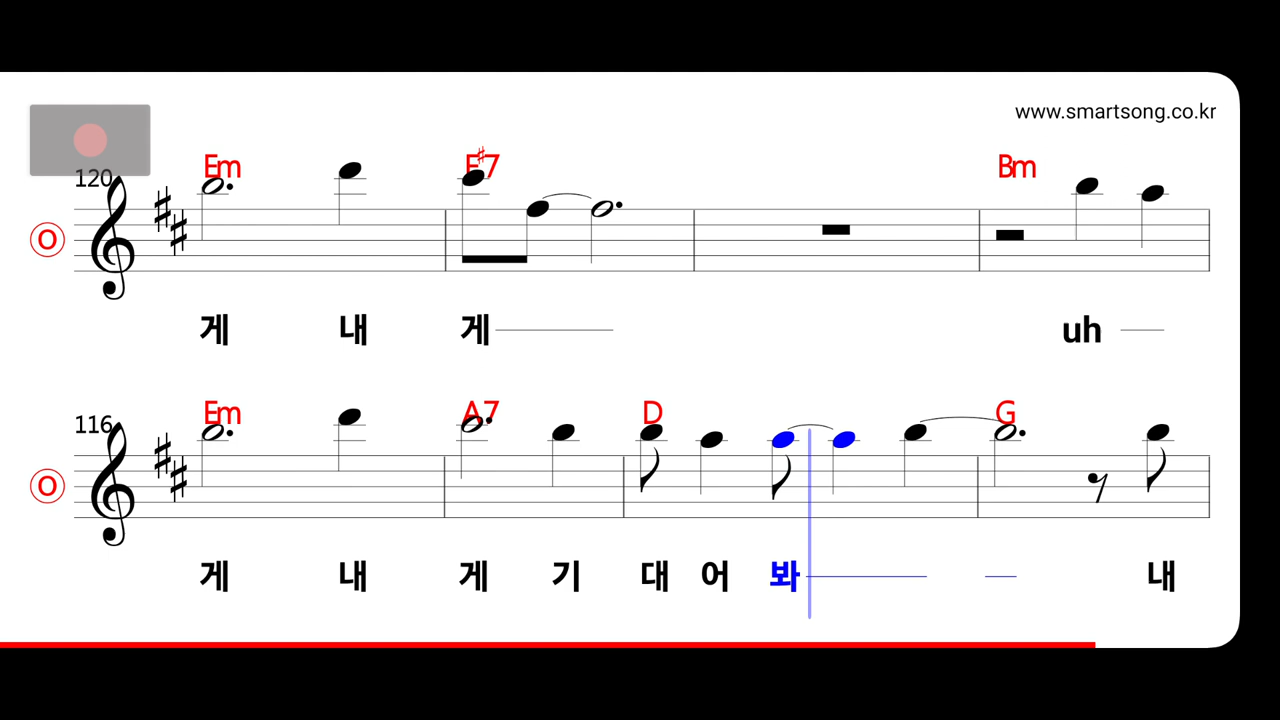 www.smartsong.co.kr
Em F♯7 Bm
120
O
게 내 게 uh
Em A7 D G
116
O
게 내 게 기 대 어 봐 내